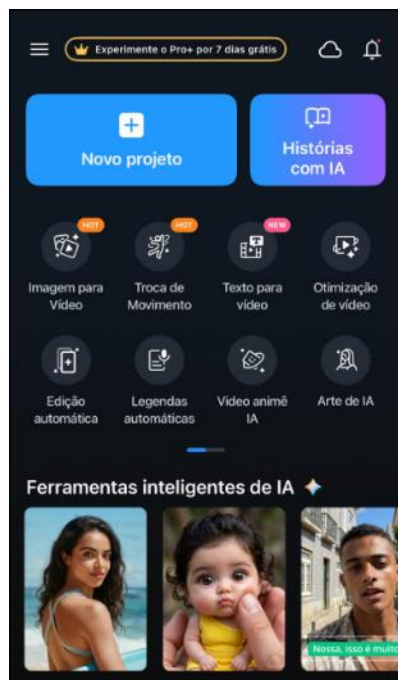 Experimente o Pro+ por 7 dias grátis
Novo projeto
Histórias
com IA
HOT
HOT
NEW
Imagem para
Vídeo
Troca de
Movimento
Texto para
vídeo
Otimização
de vídeo
Edição
automática
Legendas
automáticas
Video animê
IA
Arte de IA
Ferramentas inteligentes de IA
Nossa, isso é muito